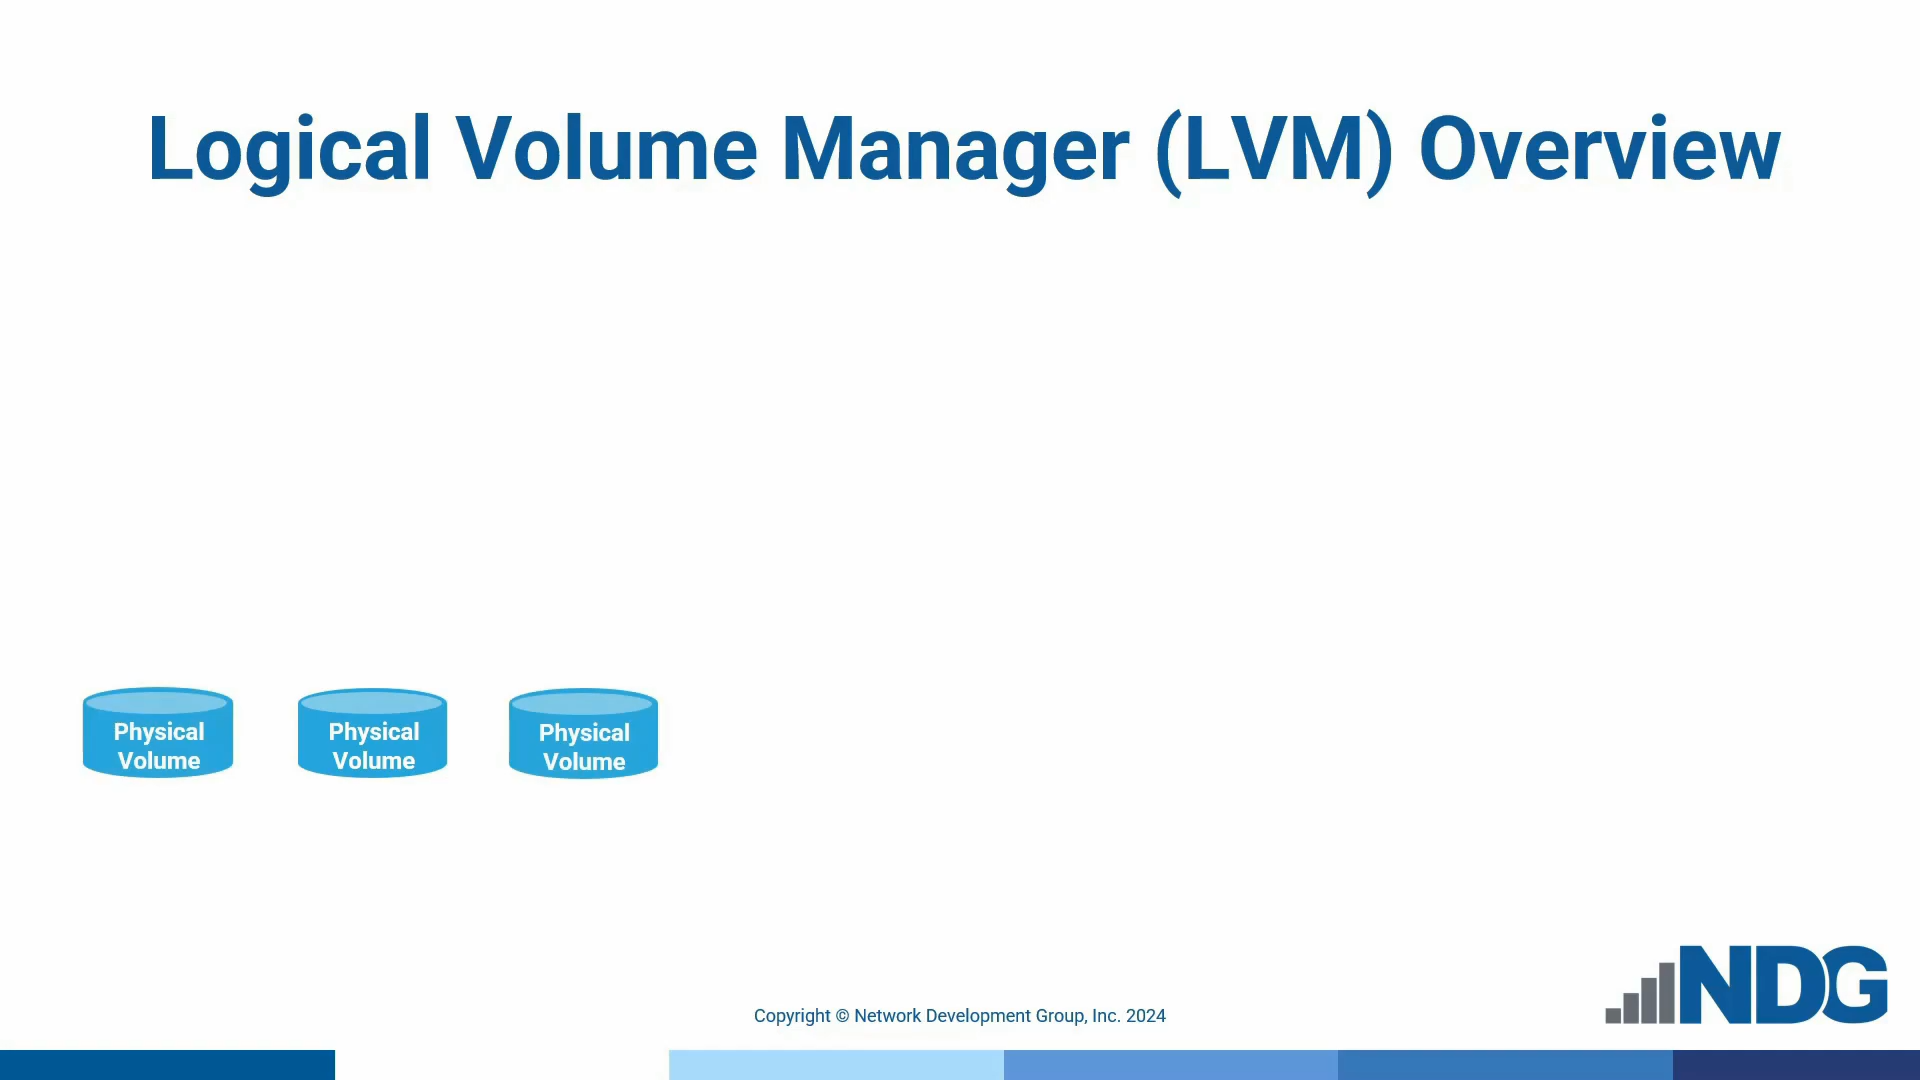 Logical Volume Manager (LVM) Overview
Physical
Volume
Physical
Volume
Physical
Volume
NDG
Copyright © Network Development Group, Inc. 2024